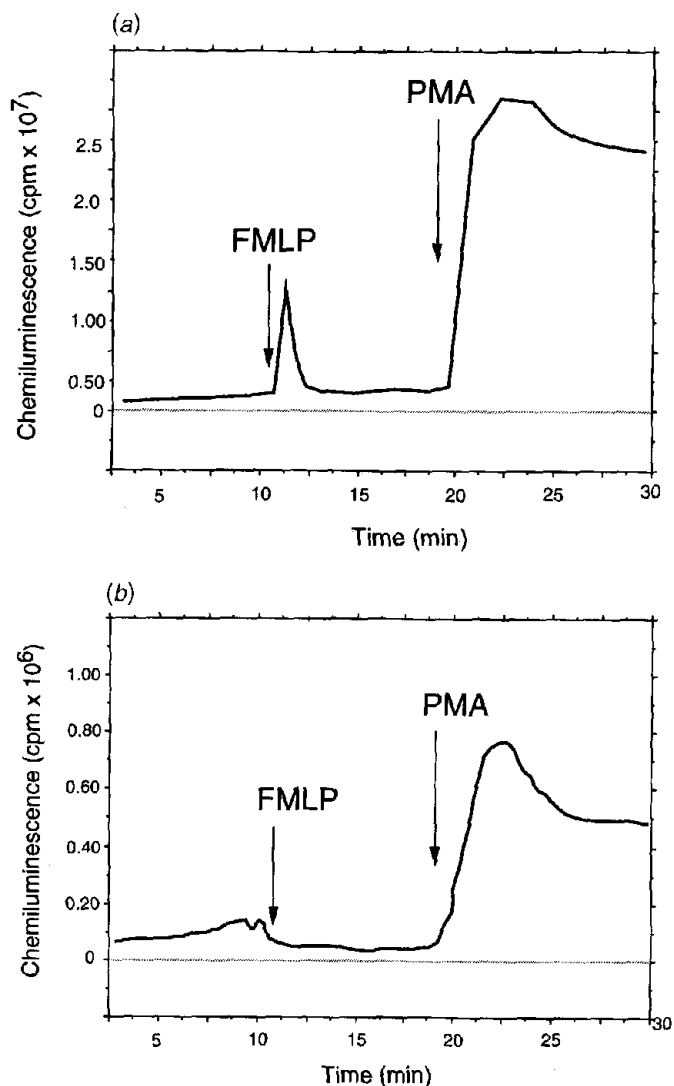 (a)
PMA
FMLP
Chemiluminescence (cpm x 10⁷)
2.5
2.0
1.50
1.00
0.50
0
5 10 15 20 25 30
Time (min)
(b)
PMA
FMLP
Chemiluminescence (cpm x 10⁶)
1.00
0.80
0.60
0.40
0.20
0
5 10 15 20 25 30
Time (min)